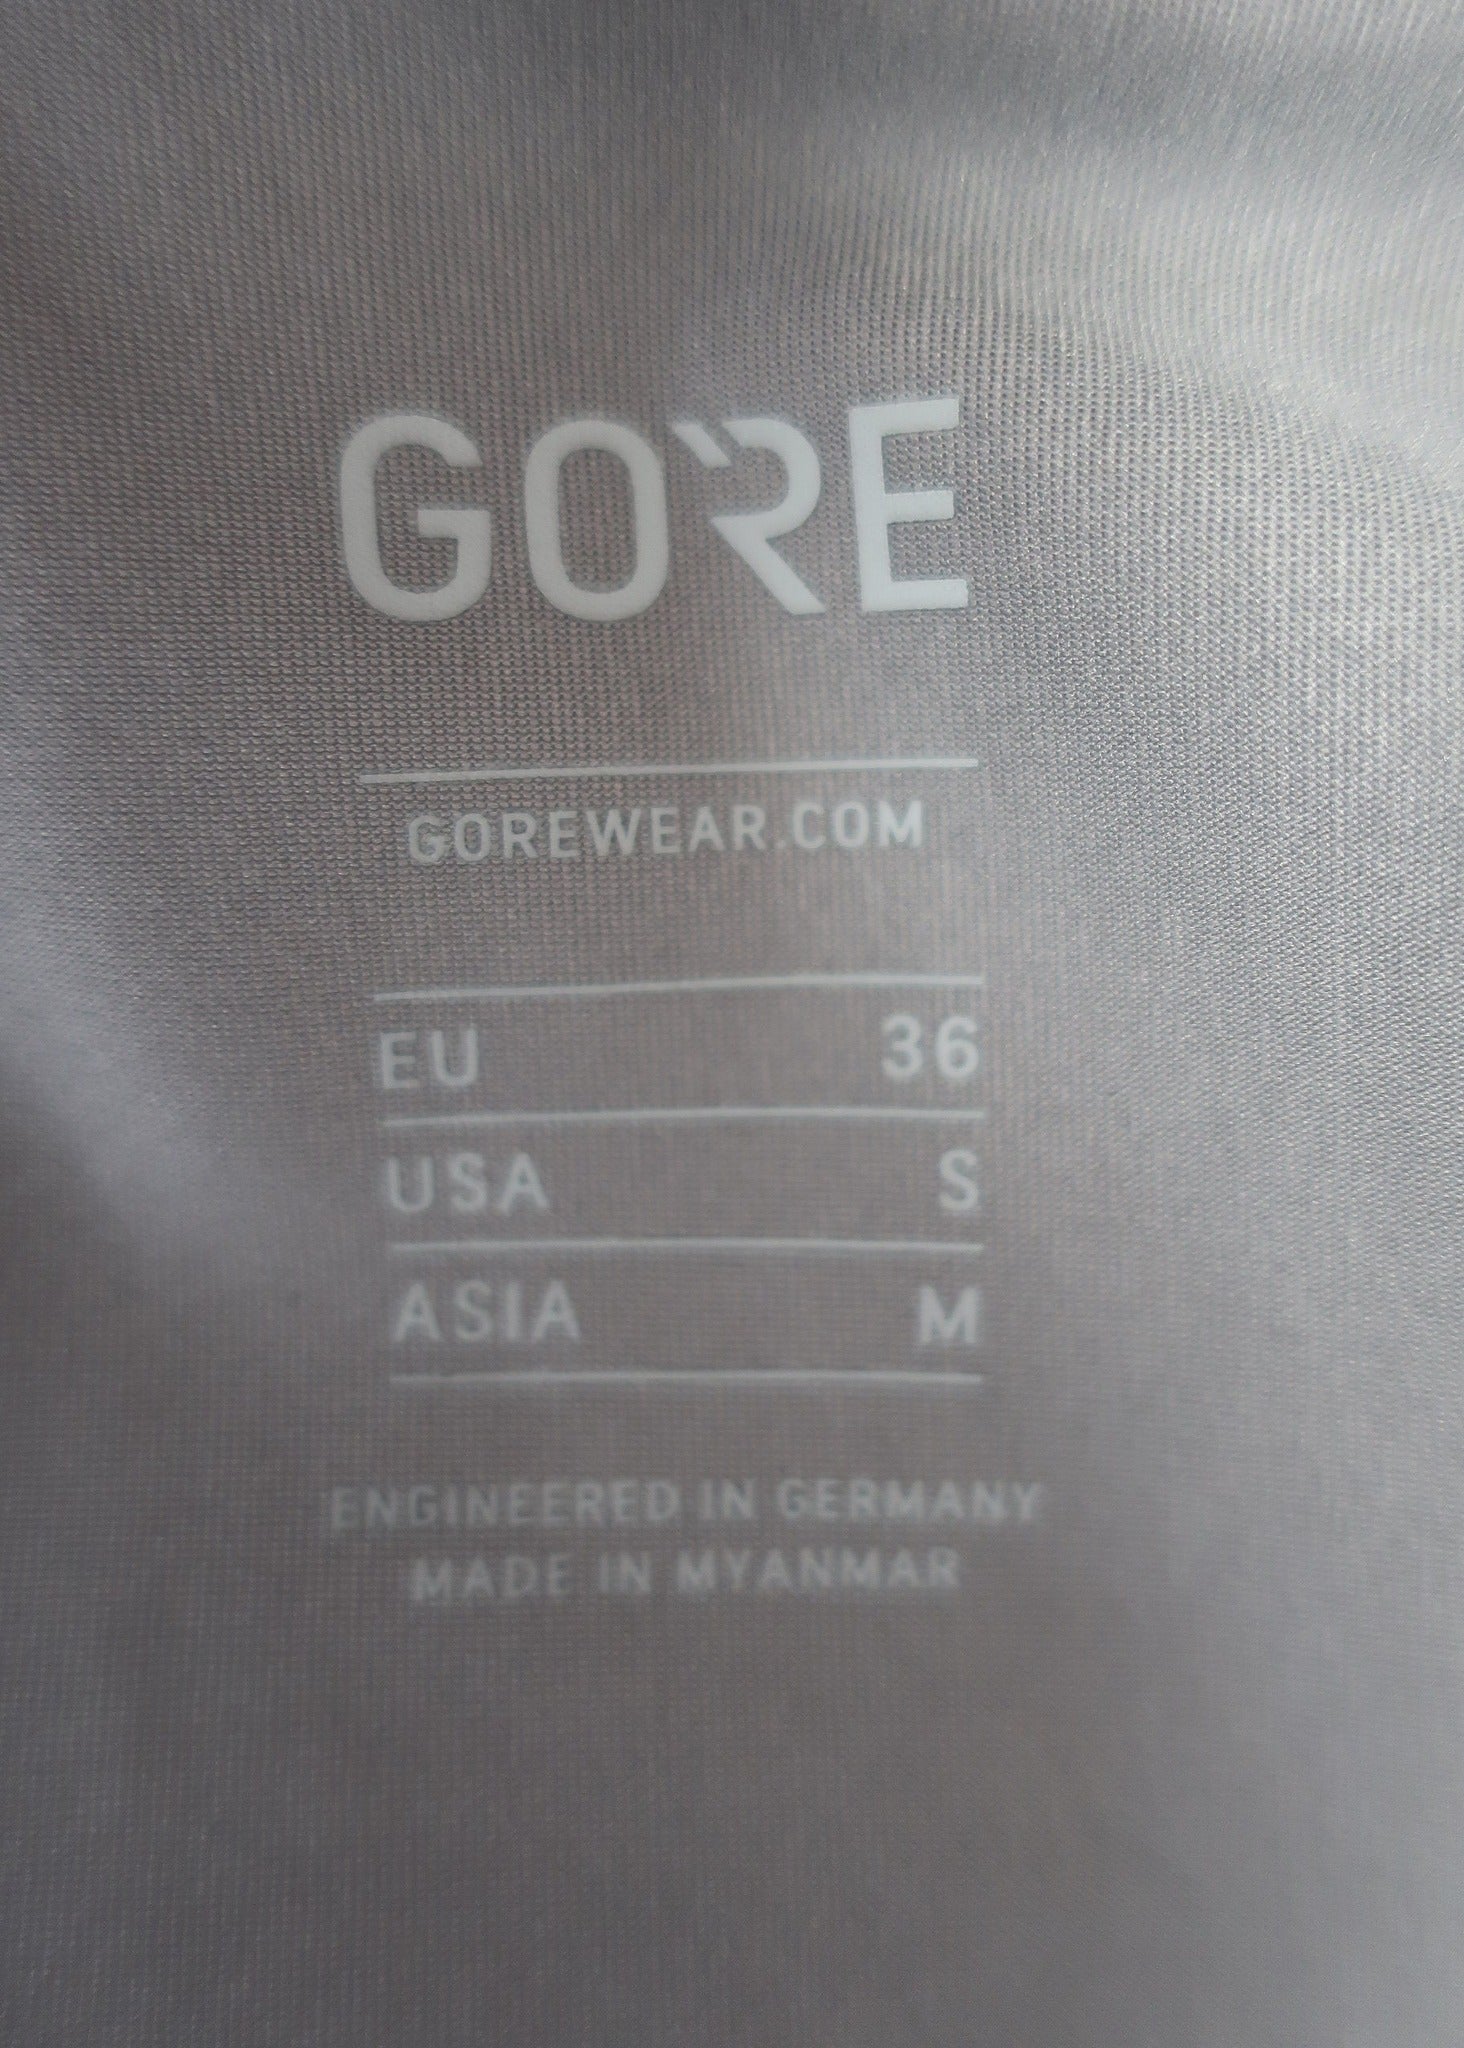 GORE
GOREWEAR.COM
EU 36
USA S
ASIA M
ENGINEERED IN GERMANY
MADE IN MYANMAR